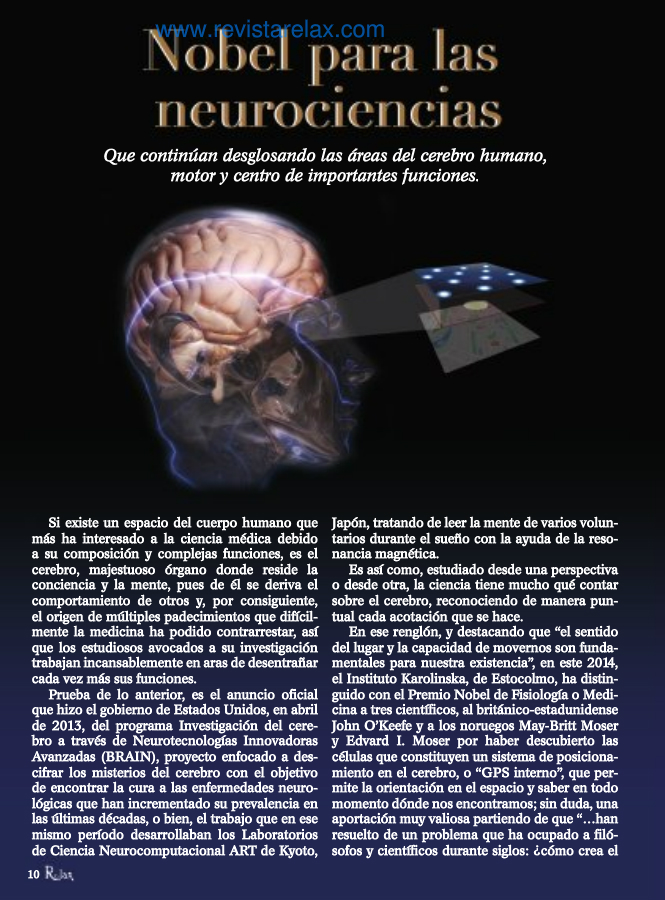 www.revistarelax.com
Nobel para las
neurociencias
Que continúan desglosando las áreas del cerebro humano,
motor y centro de importantes funciones.
Si existe un espacio del cuerpo humano que
más ha interesado a la ciencia médica debido
a su composición y complejas funciones, es el
cerebro, majestuoso órgano donde reside la
conciencia y la mente, pues de él se deriva el
comportamiento de otros y, por consiguiente,
el origen de múltiples padecimientos que difícil-
mente la medicina ha podido contrarrestar, así
que los estudiosos avocados a su investigación
trabajan incansablemente en aras de desentrañar
cada vez más sus funciones.
Prueba de lo anterior, es el anuncio oficial
que hizo el gobierno de Estados Unidos, en abril
de 2013, del programa Investigación del cere-
bro a través de Neurotecnologías Innovadoras
Avanzadas (BRAIN), proyecto enfocado a des-
cifrar los misterios del cerebro con el objetivo
de encontrar la cura a las enfermedades neuro-
lógicas que han incrementado su prevalencia en
las últimas décadas, o bien, el trabajo que en ese
mismo período desarrollaban los Laboratorios
de Ciencia Neurocomputacional ART de Kyoto,
Japón, tratando de leer la mente de varios volun-
tarios durante el sueño con la ayuda de la reso-
nancia magnética.
Es así como, estudiado desde una perspectiva
o desde otra, la ciencia tiene mucho qué contar
sobre el cerebro, reconociendo de manera pun-
tual cada acotación que se hace.
En ese renglón, y destacando que “el sentido
del lugar y la capacidad de movernos son funda-
mentales para nuestra existencia”, en este 2014,
el Instituto Karolinska, de Estocolmo, ha distin-
guido con el Premio Nobel de Fisiología o Medi-
cina a tres científicos, al británico-estadunidense
John O’Keefe y a los noruegos May-Britt Moser
y Edvard I. Moser por haber descubierto las
células que constituyen un sistema de posiciona-
miento en el cerebro, o “GPS interno”, que per-
mite la orientación en el espacio y saber en todo
momento dónde nos encontramos; sin duda, una
aportación muy valiosa partiendo de que “…han
resuelto de un problema que ha ocupado a filó-
sofos y científicos durante siglos: ¿cómo crea el
10 Relax